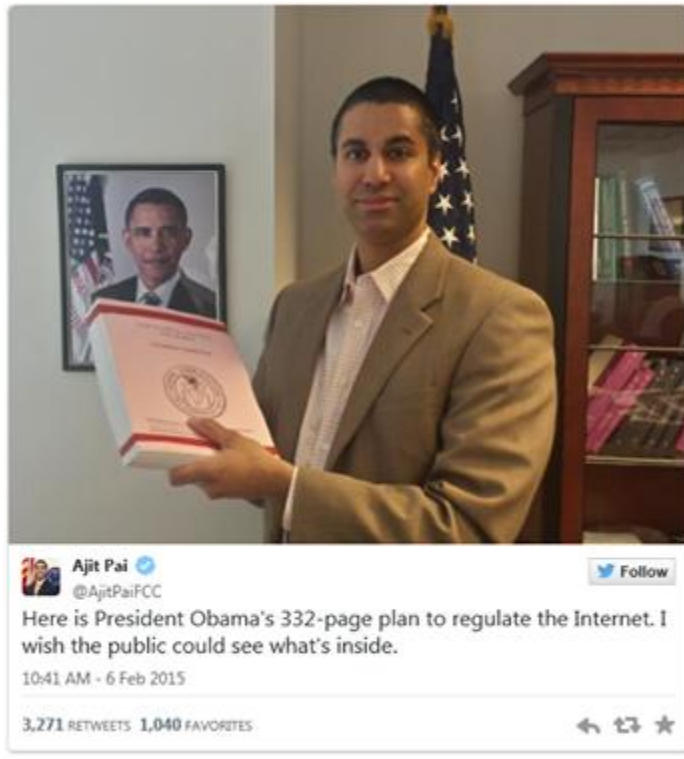 Ajit Pai
Follow
@AjitPaiFCC
Here is President Obama's 332-page plan to regulate the Internet. I
wish the public could see what's inside.
10:41 AM - 6 Feb 2015
3,271 RETWEETS 1,040 FAVORITES